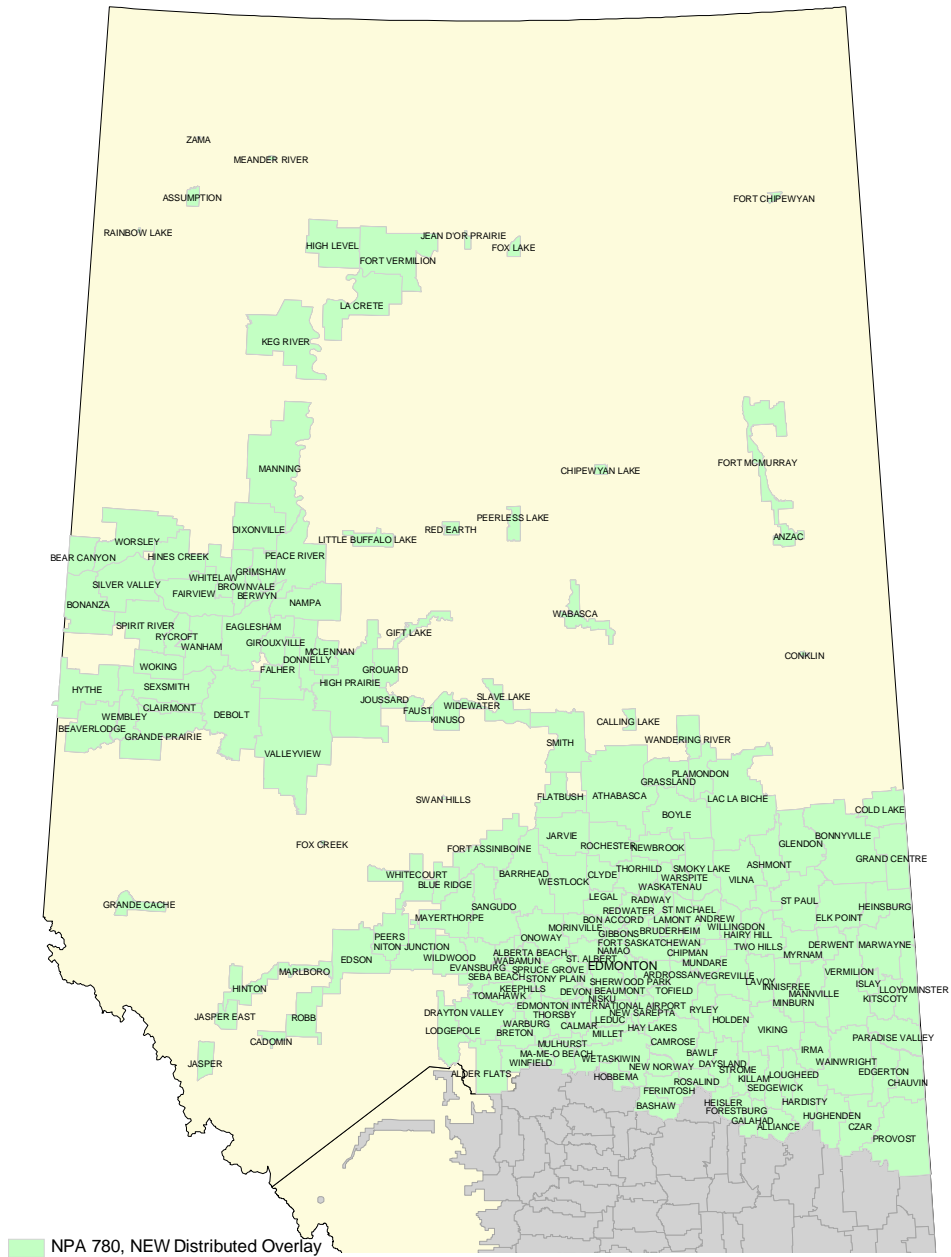 ZAMA
MEANDER RIVER
ASSUMPTION
FORT CHIPEWYAN
RAINBOW LAKE
JEAN D'OR PRAIRIE
HIGH LEVEL
FOX LAKE
FORT VERMILION
LA CRETE
KEG RIVER
MANNING
CHIPEWYAN LAKE
FORT MCMURRAY
PEERLESS LAKE
DIXONVILLE
RED EARTH
LITTLE BUFFALO LAKE
ANZAC
WORSLEY
BEAR CANYON
HINES CREEK
PEACE RIVER
GRIMSHAW
WHITELAW
SILVER VALLEY
BROWNVALE
FAIRVIEW
BERWYN
BONANZA
NAMPA
WABASCA
SPIRIT RIVER
EAGLESHAM
GIFT LAKE
RYCROFT
WANHAM
GIROUXVILLE
MCLENNAN
DONNELLY
CONKLIN
WOKING
FALHER
GROUARD
HYTHE
SEXSMITH
HIGH PRAIRIE
JOUSSARD
SLAVE LAKE
CLAIRMONT
FAUST
WIDEWATER
WEMBLEY
DEBOLT
KINUSO
CALLING LAKE
BEAVERLODGE
GRANDE PRAIRIE
SMITH
WANDERING RIVER
VALLEYVIEW
PLAMONDON
GRASSLAND
SWAN HILLS
FLATBUSH
ATHABASCA
LAC LA BICHE
COLD LAKE
BOYLE
JARVIE
BONNYVILLE
FOX CREEK
FORT ASSINIBOINE
ROCHESTER
NEWBROOK
GLENDON
GRAND CENTRE
WHITECOURT
BARRHEAD
CLYDE
THORHILD
SMOKY LAKE
ASHMONT
BLUE RIDGE
WESTLOCK
WARSPITE
VILNA
WASKATENAU
GRANDE CACHE
SANGUDO
LEGAL
RADWAY
ST PAUL
HEINSBURG
MAYERTHORPE
REDWATER
ST MICHAEL
BON ACCORD
LAMONT
ANDREW
ELK POINT
MORINVILLE
WILLINGDON
PEERS
ONOWAY
GIBBONS
BRUDERHEIM
HAIRY HILL
NITON JUNCTION
FORT SASKATCHEWAN
TWO HILLS
DERWENT
MARWAYNE
EDSON
WILDWOOD
ALBERTA BEACH
NAMAO
CHIPMAN
MYRNAM
WABAMUN
ST. ALBERT
MUNDARE
EVANSBURG
SPRUCE GROVE
EDMONTON
MARLBORO
SEBA BEACH
STONY PLAIN
ARDROSSAN
VEGREVILLE
VERMILION
HINTON
KEEPHILLS
SHERWOOD PARK
LAVOY
INNISFREE
ISLAY
LLOYDMINSTER
TOMAHAWK
DEVON
BEAUMONT
TOFIELD
MANNVILLE
KITSCOTY
NISKU
MINBURN
JASPER EAST
ROBB
DRAYTON VALLEY
EDMONTON INTERNATIONAL AIRPORT
RYLEY
THORSBY
NEW SAREPTA
HOLDEN
LODGEPOLE
WARBURG
CALMAR
LEDUC
HAY LAKES
VIKING
BRETON
MILLET
CADOMIN
MULHURST
CAMROSE
PARADISE VALLEY
MA-ME-O BEACH
BAWLF
IRMA
JASPER
WINFIELD
WETASKIWIN
NEW NORWAY
DAYSLAND
WAINWRIGHT
ALDER FLATS
HOBBEMA
STROME
LOUGHEED
EDGERTON
ROSALIND
KILLAM
CHAUVIN
FERINTOSH
SEDGEWICK
BASHAW
HEISLER
HARDISTY
FORESTBURG
HUGHENDEN
GALAHAD
ALLIANCE
CZAR
PROVOST
NPA 780, NEW Distributed Overlay